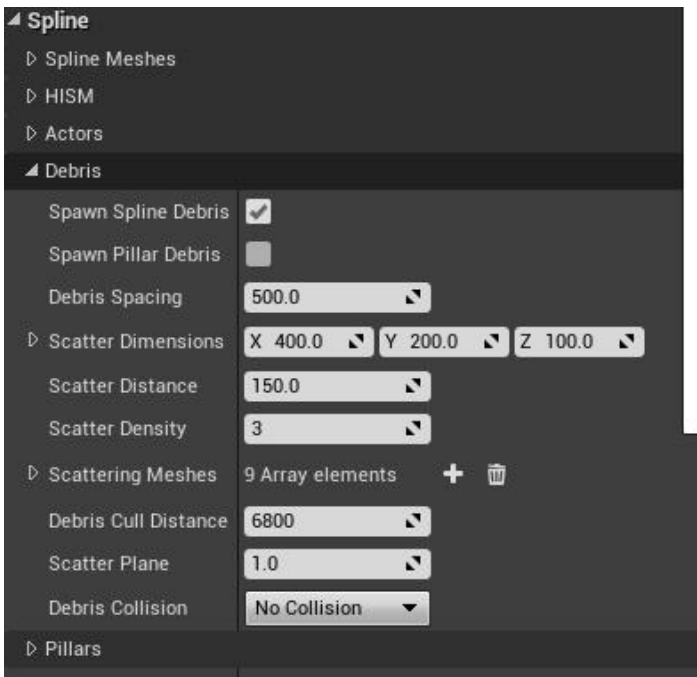 Spline
Spline Meshes
HISM
Actors
Debris
Spawn Spline Debris
Spawn Pillar Debris
Debris Spacing 500.0
Scatter Dimensions X 400.0 Y 200.0 Z 100.0
Scatter Distance 150.0
Scatter Density 3
Scattering Meshes 9 Array elements
Debris Cull Distance 6800
Scatter Plane 1.0
Debris Collision No Collision
Pillars